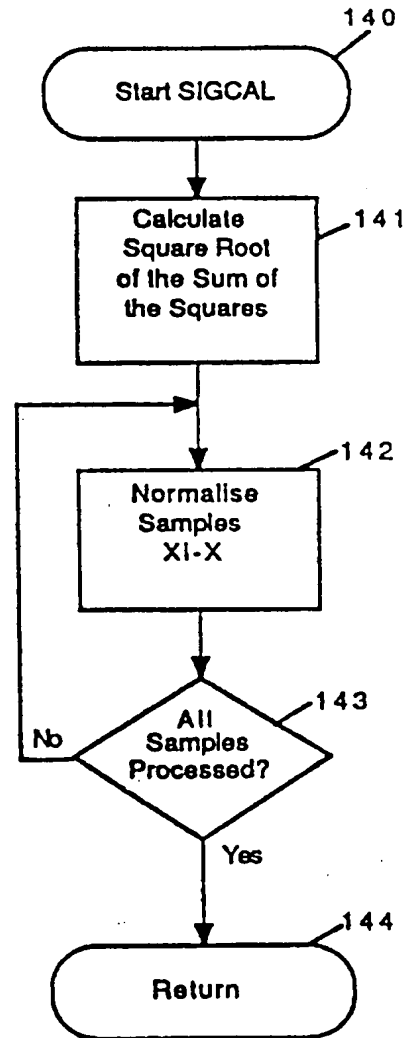 140
Start SIGCAL
141
Calculate
Square Root
of the Sum of
the Squares
142
Normalise
Samples
XI-X
143
All
Samples
Processed?
No
Yes
144
Return